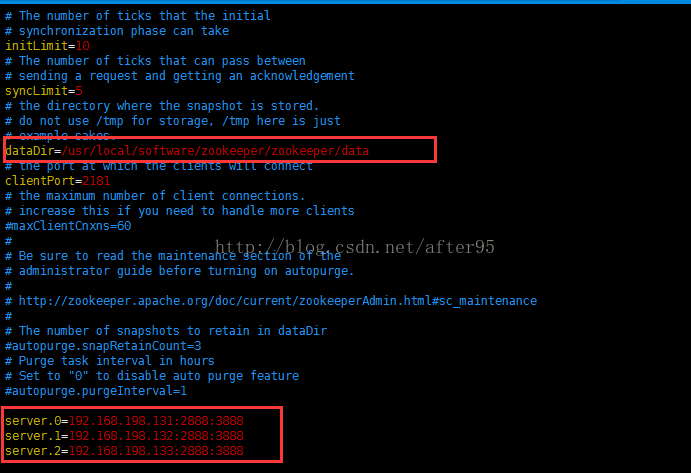 # The number of ticks that the initial
# synchronization phase can take
initLimit=10
# The number of ticks that can pass between
# sending a request and getting an acknowledgement
syncLimit=5
# the directory where the snapshot is stored.
# do not use /tmp for storage, /tmp here is just
# example sakes.
dataDir=/usr/local/software/zookeeper/zookeeper/data
# the port at which the clients will connect
clientPort=2181
# the maximum number of client connections.
# increase this if you need to handle more clients
#maxClientCnxns=60
#
http://blog.csdn.net/after95
# Be sure to read the maintenance section of the
# administrator guide before turning on autopurge.
#
# http://zookeeper.apache.org/doc/current/zookeeperAdmin.html#sc_maintenance
#
# The number of snapshots to retain in dataDir
#autopurge.snapRetainCount=3
# Purge task interval in hours
# Set to "0" to disable auto purge feature
#autopurge.purgeInterval=1
server.0=192.168.198.131:2888:3888
server.1=192.168.198.132:2888:3888
server.2=192.168.198.133:2888:3888